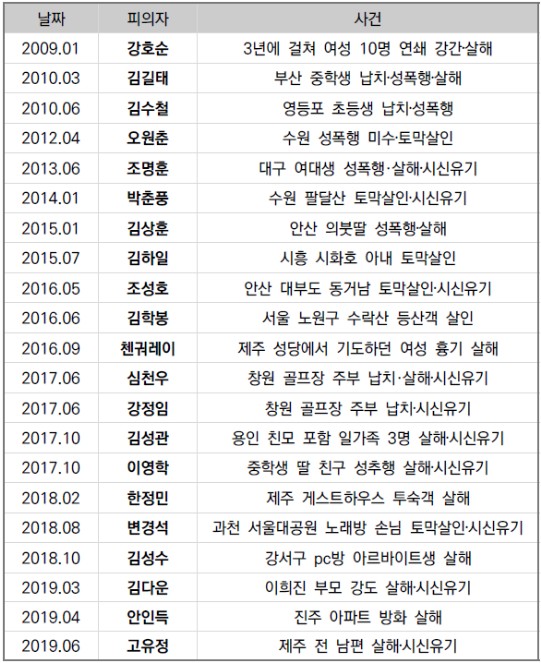 날짜 피의자 사건
2009.01 강호순 3년에 걸쳐 여성 10명 연쇄 강간·살해
2010.03 김길태 부산 중학생 납치·성폭행·살해
2010.06 김수철 영등포 초등생 납치·성폭행
2012.04 오원춘 수원 성폭행 미수·토막살인
2013.06 조명훈 대구 여대생 성폭행·살해·시신유기
2014.01 박춘풍 수원 팔달산 토막살인·시신유기
2015.01 김상훈 안산 의붓딸 성폭행·살해
2015.07 김하일 시흥 시화호 아내 토막살인
2016.05 조성호 안산 대부도 동거남 토막살인·시신유기
2016.06 김학봉 서울 노원구 수락산 등산객 살인
2016.09 첸궈레이 제주 성당에서 기도하던 여성 흉기 살해
2017.06 심천우 창원 골프장 주부 납치·살해·시신유기
2017.06 강정임 창원 골프장 주부 납치·시신유기
2017.10 김성관 용인 친모 포함 일가족 3명 살해·시신유기
2017.10 이영학 중학생 딸 친구 성추행 살해·시신유기
2018.02 한정민 제주 게스트하우스 투숙객 살해
2018.08 변경석 과천 서울대공원 노래방 손님 토막살인·시신유기
2018.10 김성수 강서구 pc방 아르바이트생 살해
2019.03 김다운 이희진 부모 강도 살해·시신유기
2019.04 안인득 진주 아파트 방화 살해
2019.06 고유정 제주 전 남편 살해·시신유기